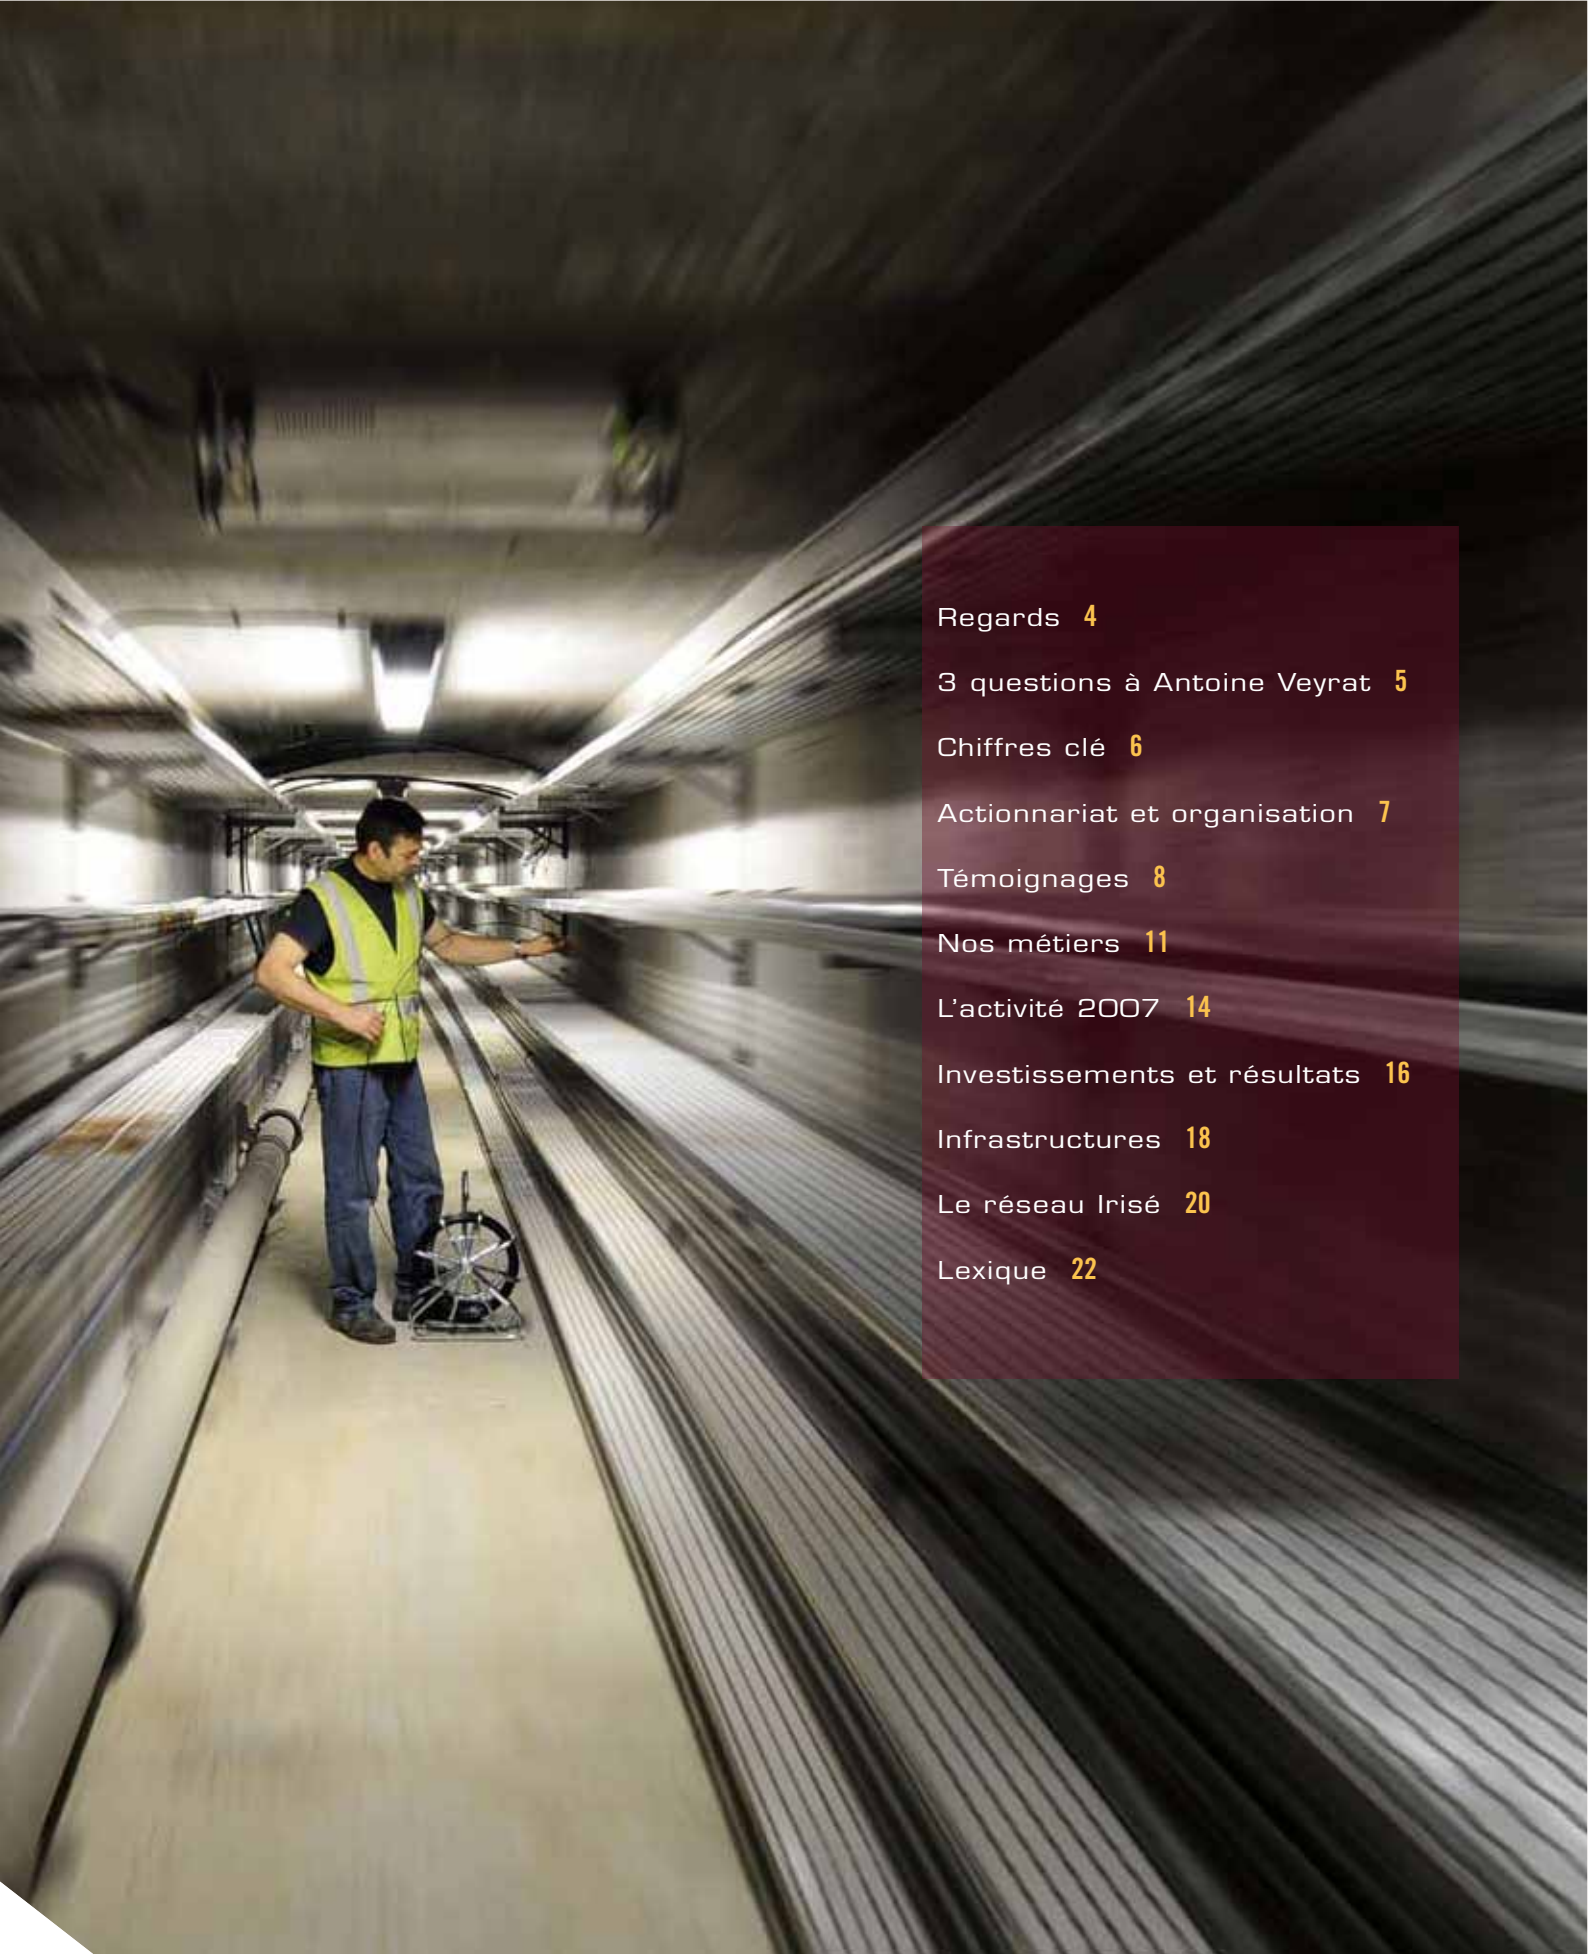 Regards 4
3 questions à Antoine Veyrat 5
Chiffres clé 6
Actionnariat et organisation 7
Témoignages 8
Nos métiers 11
L'activité 2007 14
Investissements et résultats 16
Infrastructures 18
Le réseau Irisé 20
Lexique 22